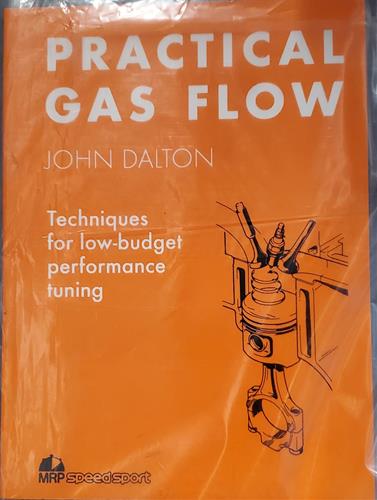 PRACTICAL
GAS FLOW
JOHN DALTON
Techniques
for low-budget
performance
tuning
MRP speedsport